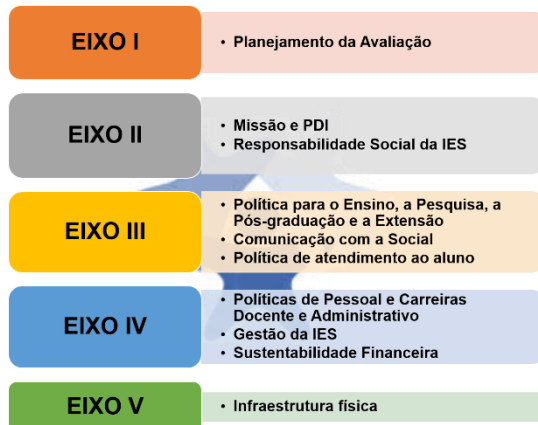 EIXO I
• Planejamento da Avaliação
EIXO II
• Missão e PDI
• Responsabilidade Social da IES
EIXO III
• Política para o Ensino, a Pesquisa, a
Pós-graduação e a Extensão
• Comunicação com a Social
• Política de atendimento ao aluno
EIXO IV
• Políticas de Pessoal e Carreiras
Docente e Administrativo
• Gestão da IES
• Sustentabilidade Financeira
EIXO V
• Infraestrutura física